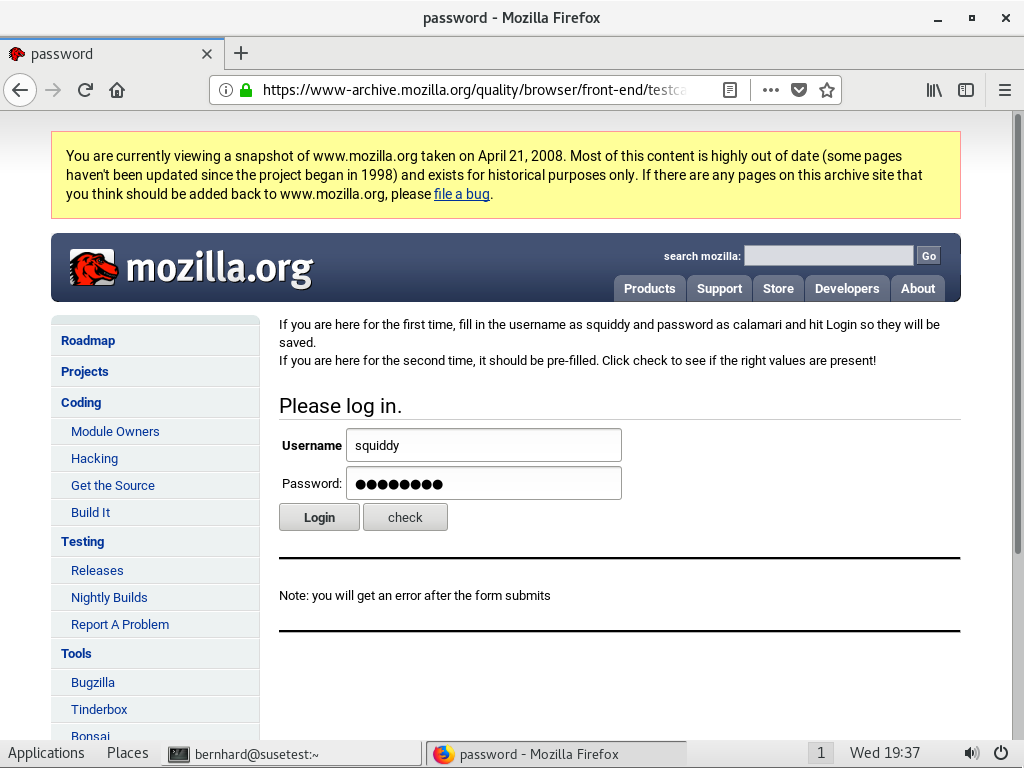 password - Mozilla Firefox
password
https://www-archive.mozilla.org/quality/browser/front-end/testca
You are currently viewing a snapshot of www.mozilla.org taken on April 21, 2008. Most of this content is highly out of date (some pages
haven't been updated since the project began in 1998) and exists for historical purposes only. If there are any pages on this archive site that
you think should be added back to www.mozilla.org, please file a bug.
mozilla.org
search mozilla:
Go
Products
Support
Store
Developers
About
Roadmap
Projects
Coding
Module Owners
Hacking
Get the Source
Build It
Testing
Releases
Nightly Builds
Report A Problem
Tools
Bugzilla
Tinderbox
Bonsai
If you are here for the first time, fill in the username as squiddy and password as calamari and hit Login so they will be
saved.
If you are here for the second time, it should be pre-filled. Click check to see if the right values are present!
Please log in.
Username squiddy
Password: ●●●●●●●●
Login check
Note: you will get an error after the form submits
Applications Places bernhard@susetest:~ password - Mozilla Firefox 1 Wed 19:37